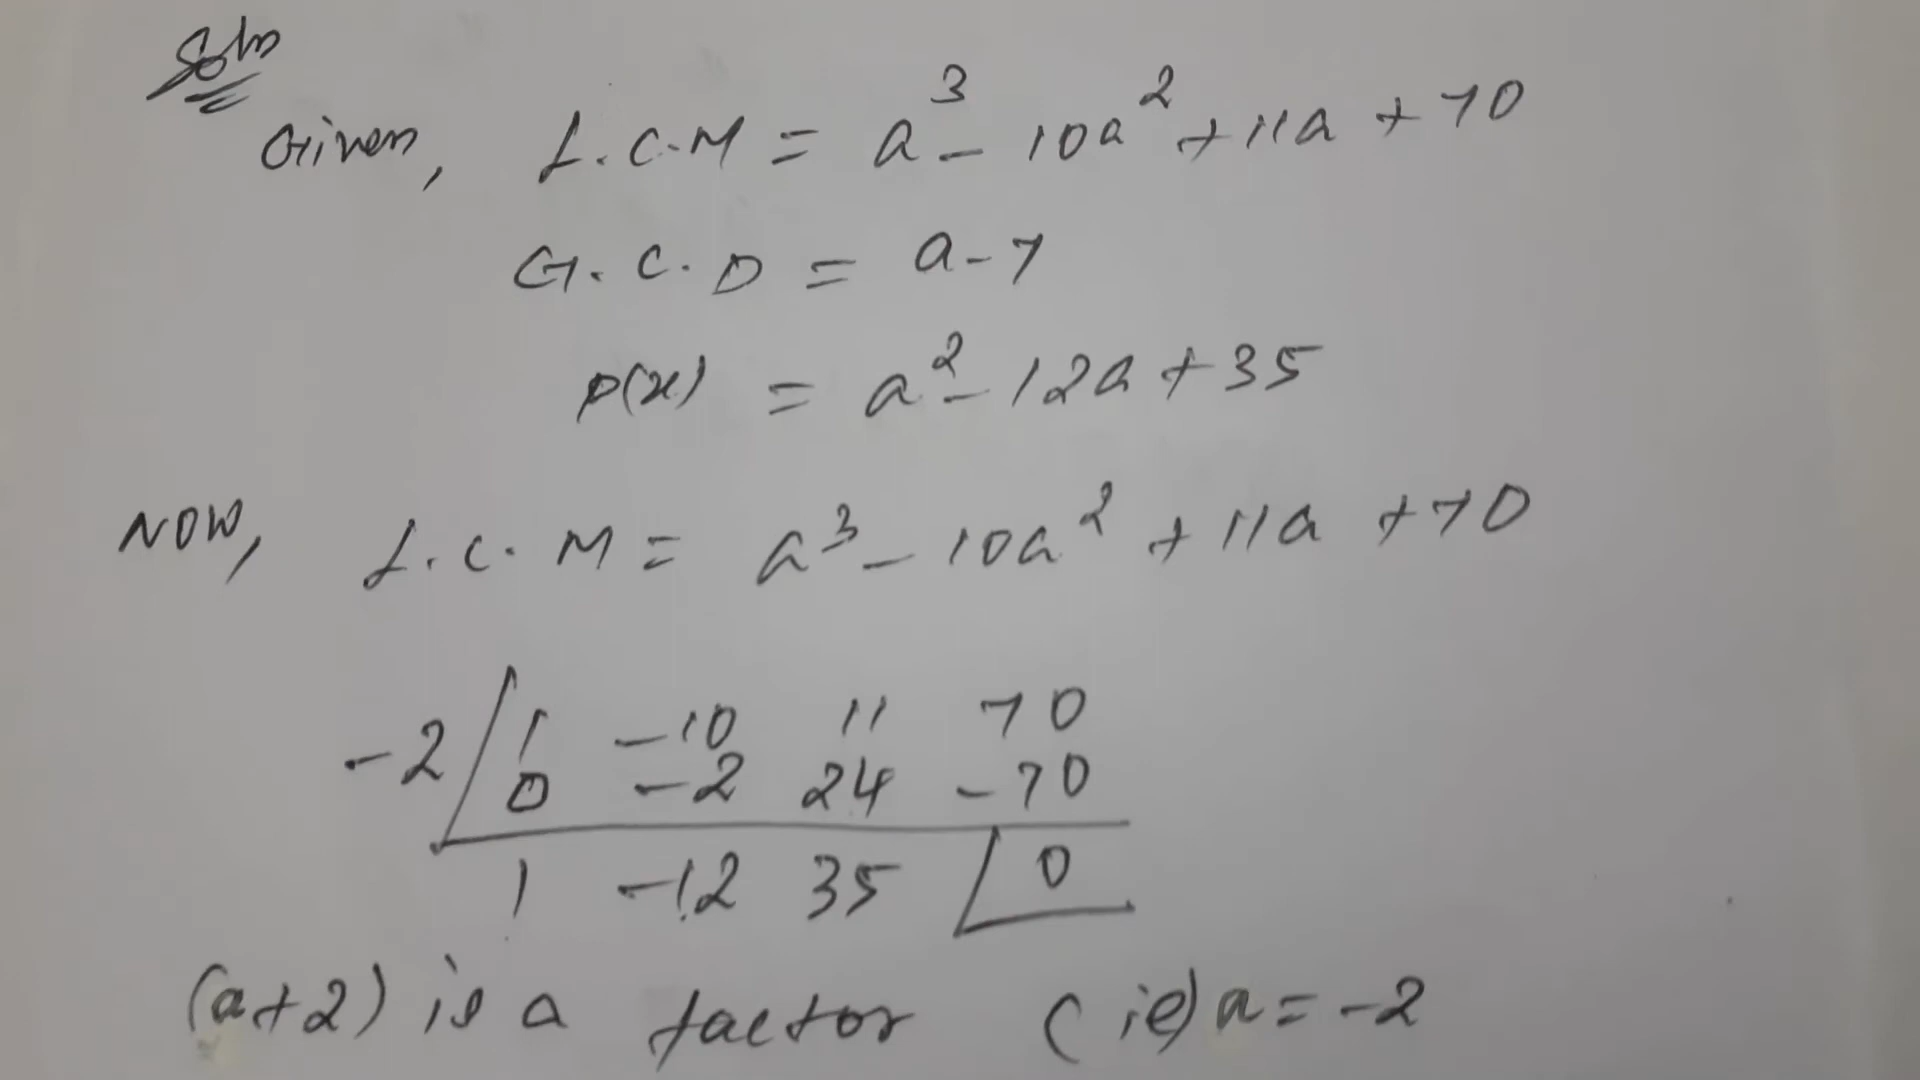 Soln
Given, L.C.M = a³ - 10a² + 11a + 70
G.C.D = a - 7
p(x) = a² - 12a + 35
NOW, L.C.M = a³ - 10a² + 11a + 70
-2 | 1 -10 11 70
0 -2 24 -70
1 -12 35 | 0
(a+2) is a factor (ie) a = -2